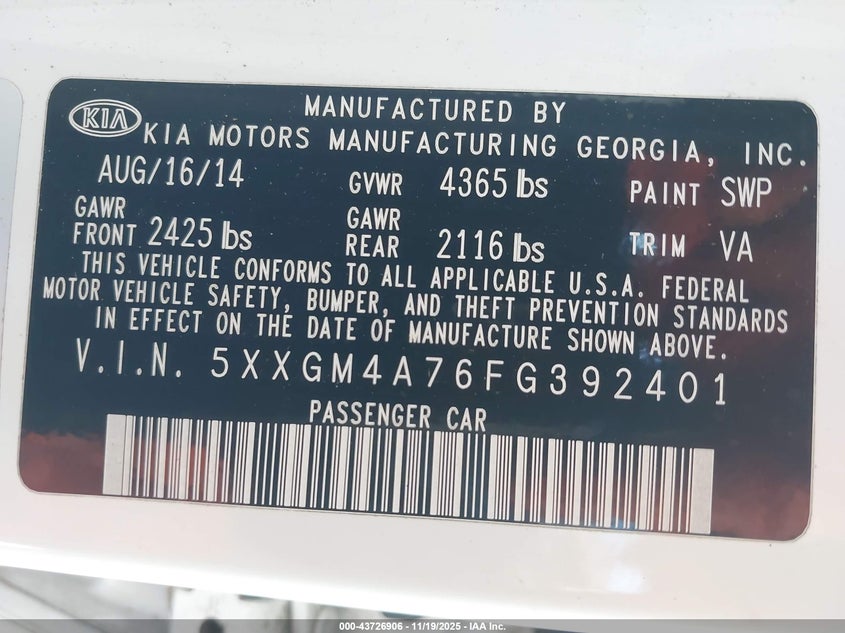 MANUFACTURED BY
KIA KIA MOTORS MANUFACTURING GEORGIA, INC.
AUG/16/14 GVWR 4365 lbs PAINT SWP
GAWR FRONT 2425 lbs GAWR REAR 2116 lbs TRIM VA
THIS VEHICLE CONFORMS TO ALL APPLICABLE U.S.A. FEDERAL
MOTOR VEHICLE SAFETY, BUMPER, AND THEFT PREVENTION STANDARDS
IN EFFECT ON THE DATE OF MANUFACTURE SHOWN ABOVE.
V.I.N. 5XXGM4A76FG392401
PASSENGER CAR
000-43726906 - 11/19/2025 - IAA Inc.